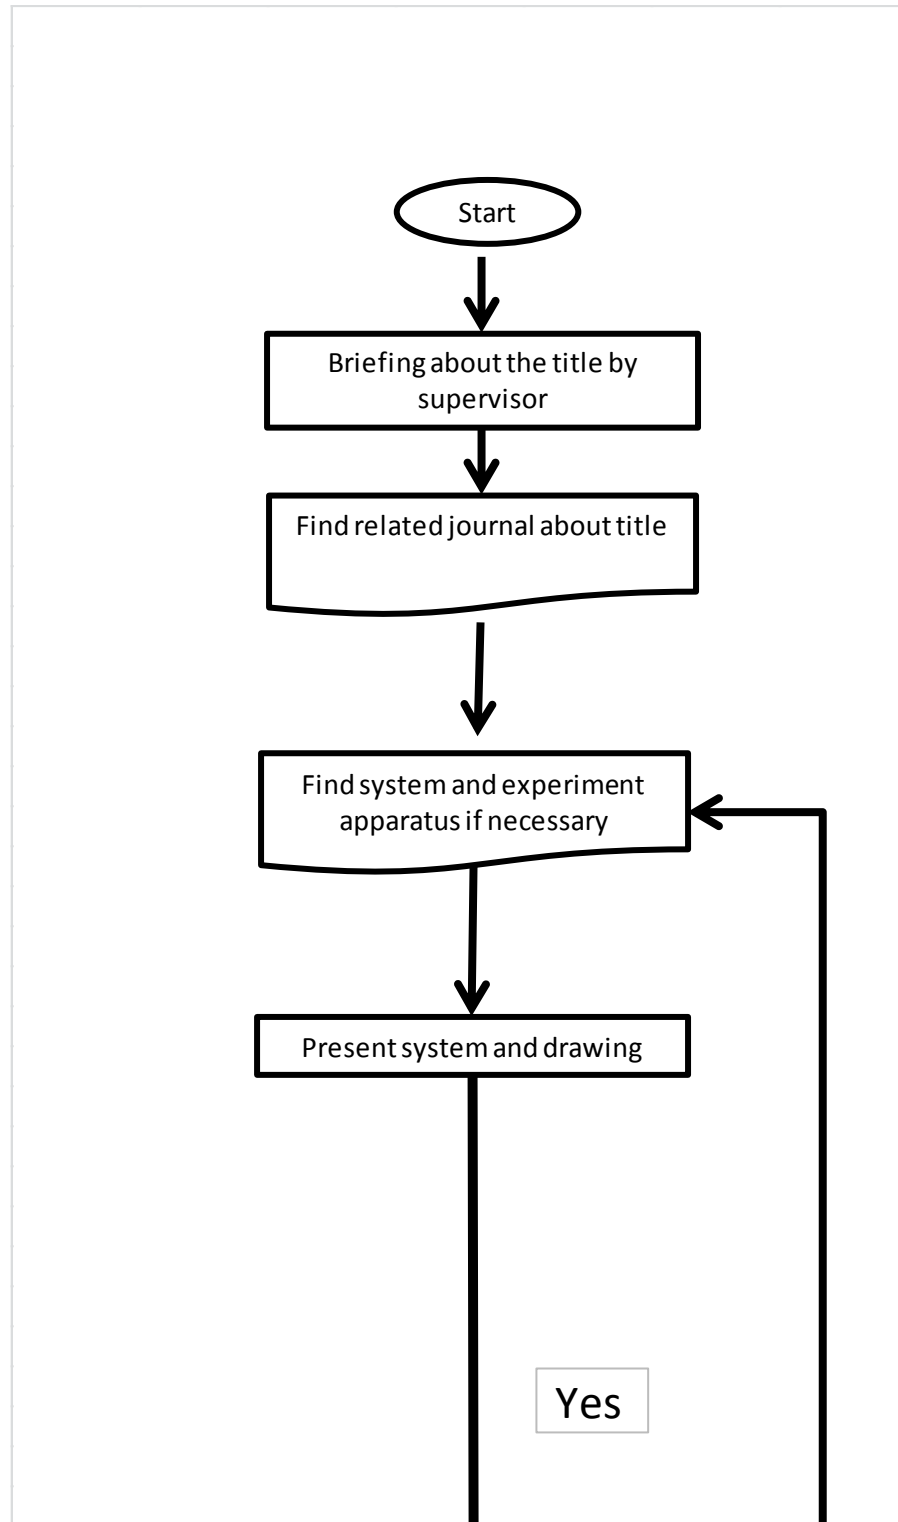 Start
Briefing about the title by
supervisor
Find related journal about title
Find system and experiment
apparatus if necessary
Present system and drawing
Yes